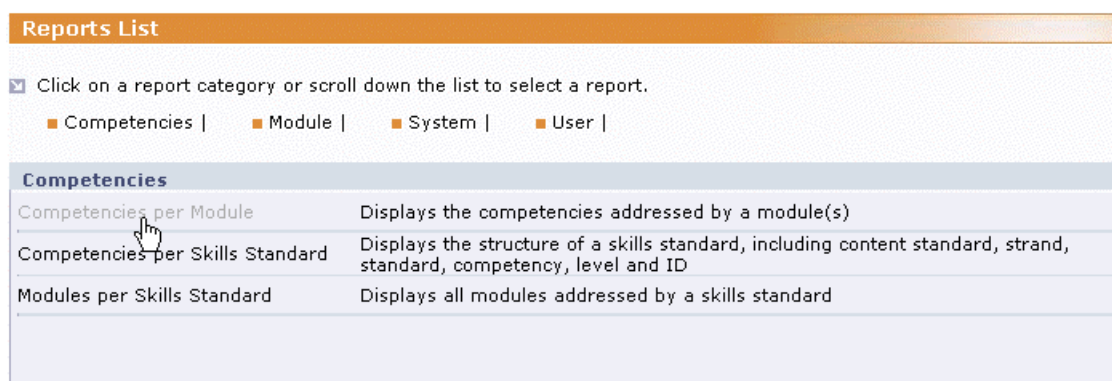 Reports List
Click on a report category or scroll down the list to select a report.
Competencies | Module | System | User |
Competencies
Competencies per Module Displays the competencies addressed by a module(s)
Competencies per Skills Standard Displays the structure of a skills standard, including content standard, strand,
standard, competency, level and ID
Modules per Skills Standard Displays all modules addressed by a skills standard